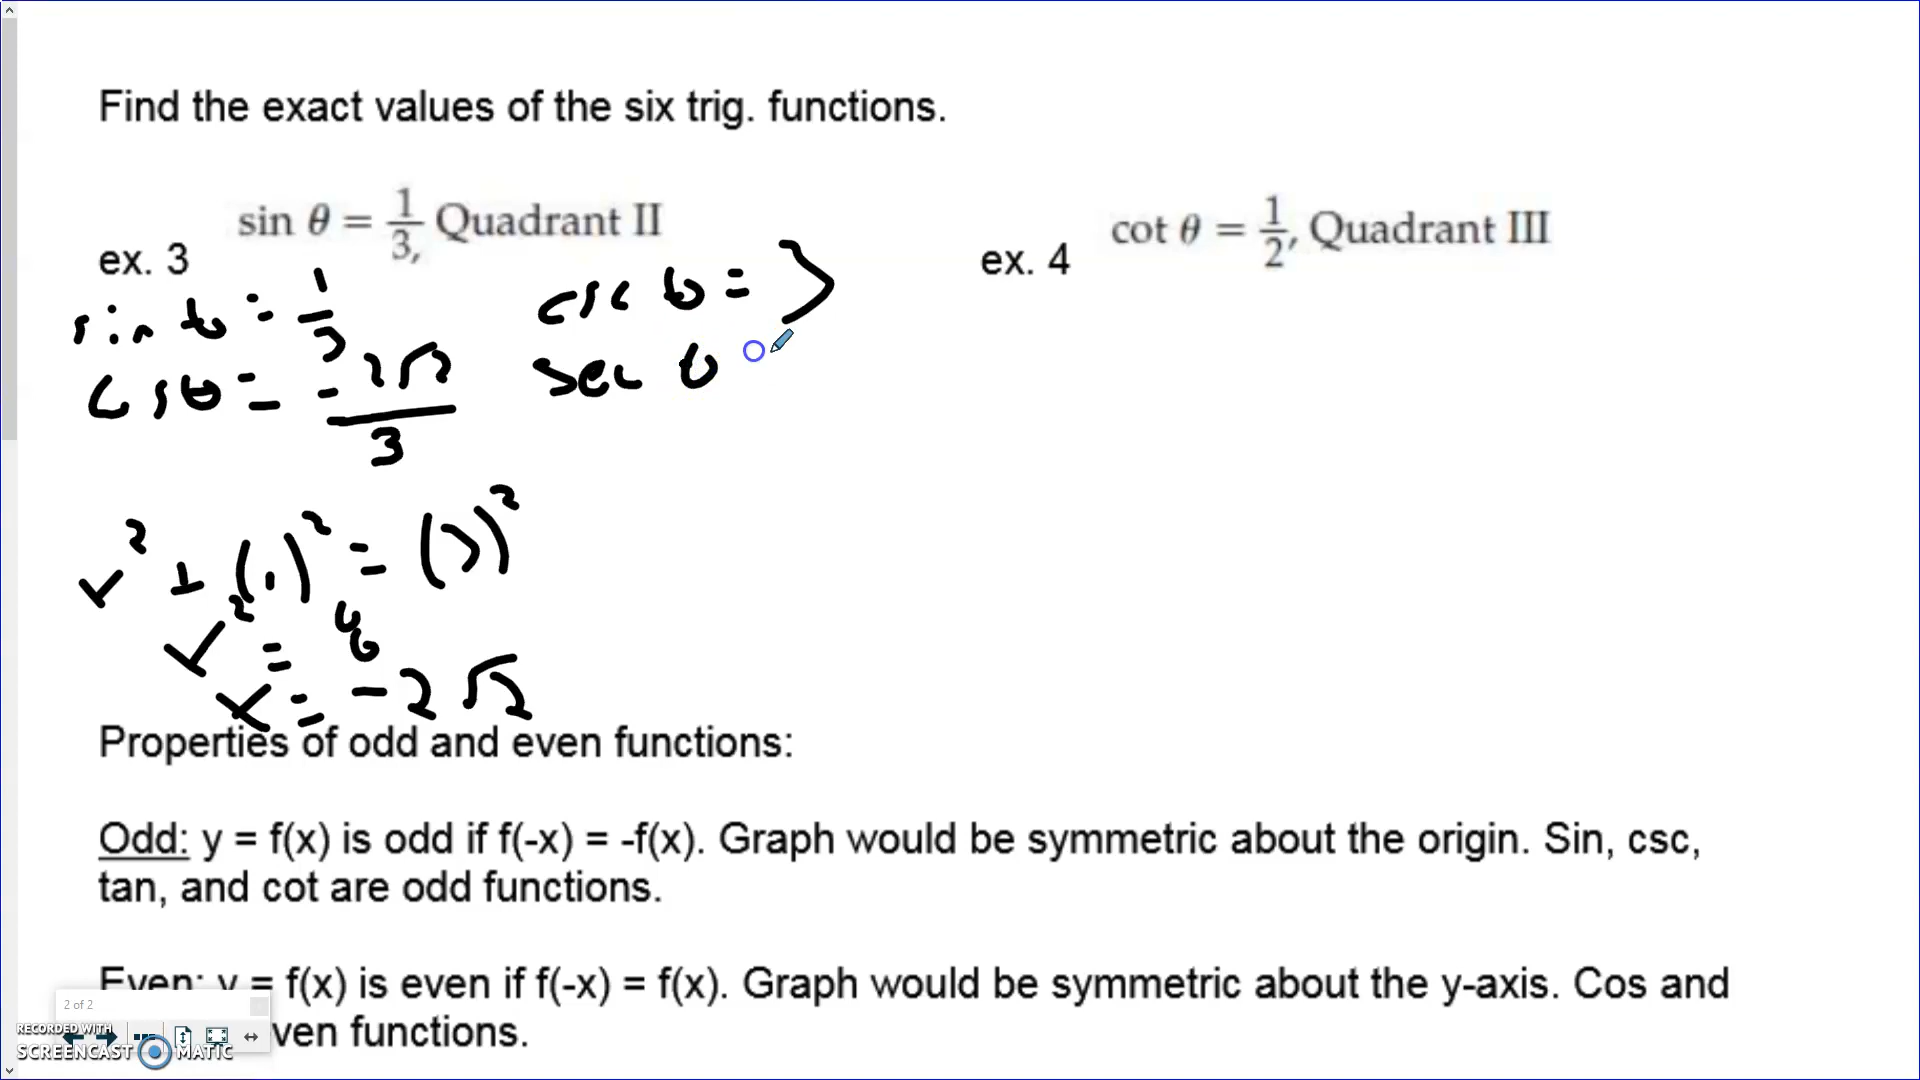 Find the exact values of the six trig. functions.
ex. 3 sin θ = 1/3, Quadrant II
ex. 4 cot θ = 1/2, Quadrant III
sin θ = 1/3
csc θ = 3
cs θ = -2√2/3
sec θ
x² + (1)² = (3)²
x² =
x = -2√2
Properties of odd and even functions:
Odd: y = f(x) is odd if f(-x) = -f(x). Graph would be symmetric about the origin. Sin, csc,
tan, and cot are odd functions.
Even: y = f(x) is even if f(-x) = f(x). Graph would be symmetric about the y-axis. Cos and
ven functions.
2 of 2
RECORDED WITH
SCREENCAST MATIC